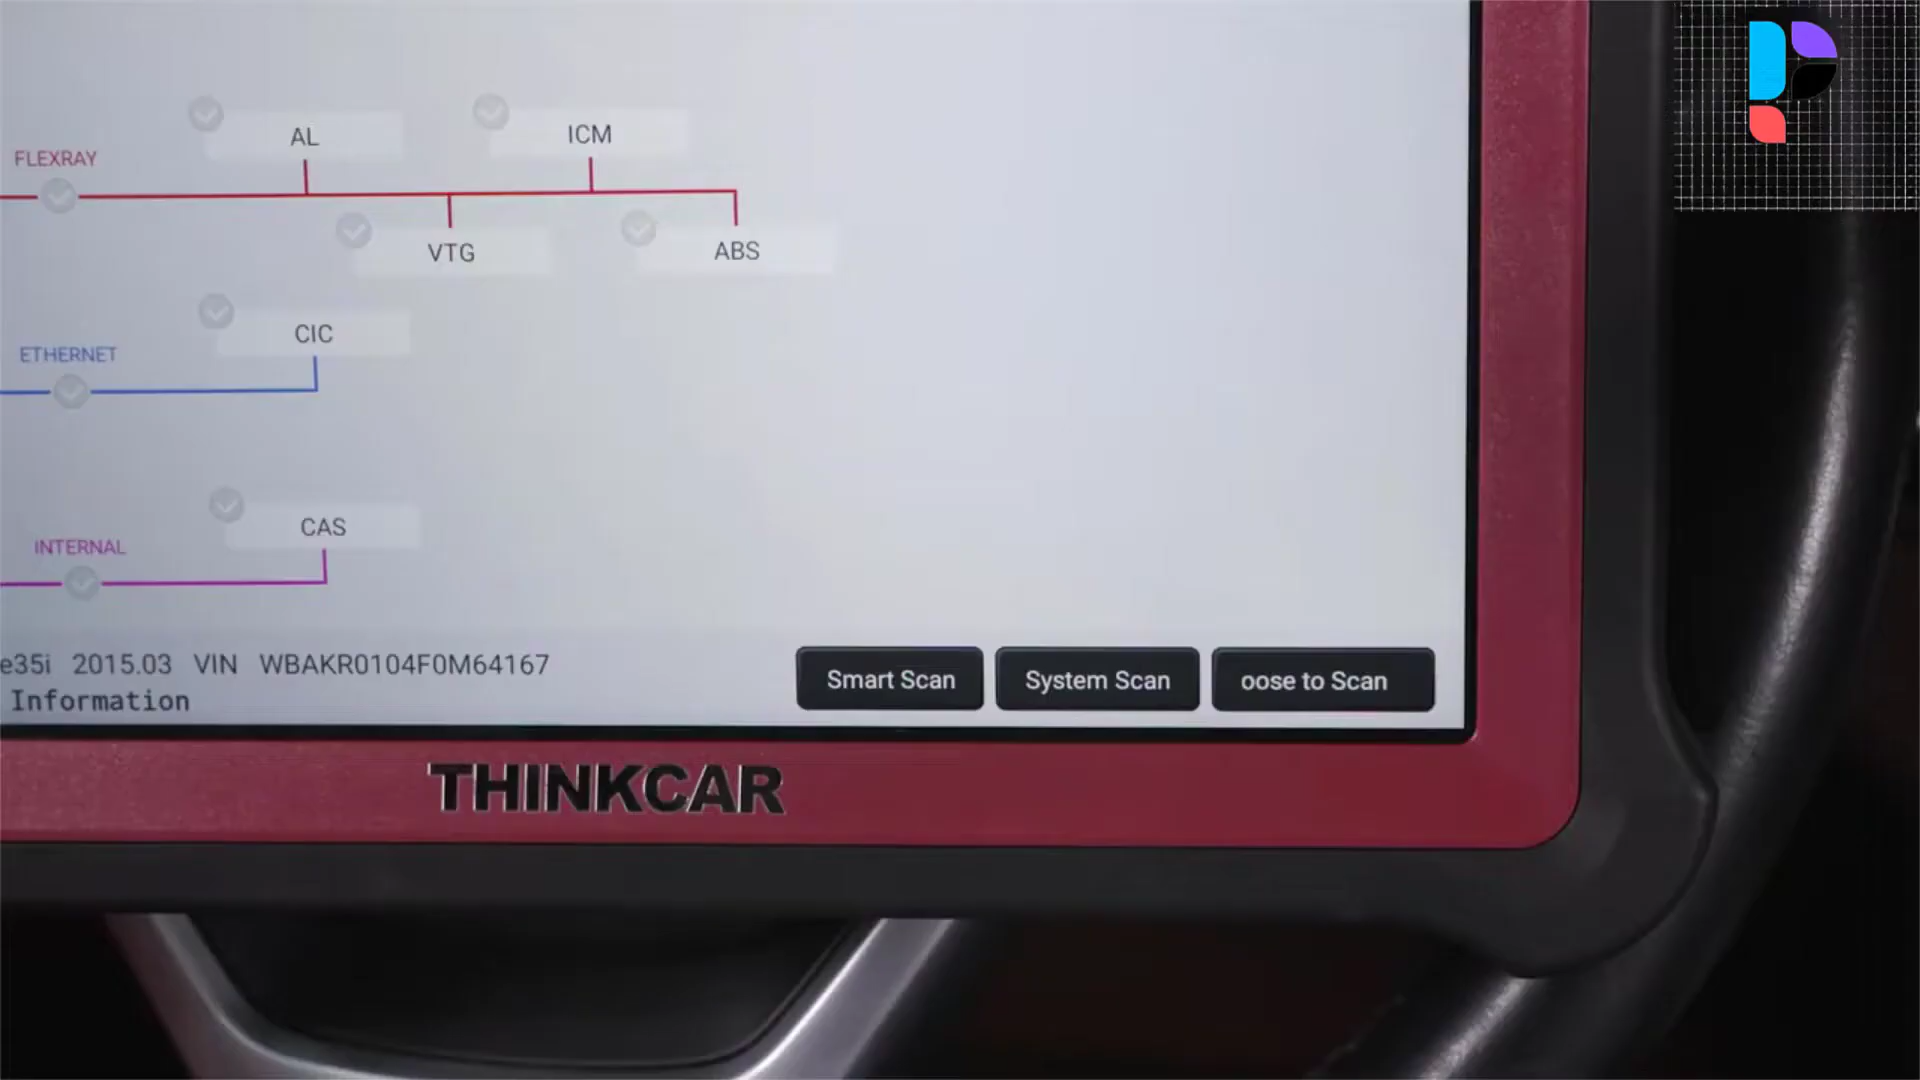 AL
ICM
FLEXRAY
VTG
ABS
CIC
ETHERNET
CAS
INTERNAL
e35i 2015.03 VIN WBAKR0104F0M64167
Information
Smart Scan
System Scan
oose to Scan
THINKCAR